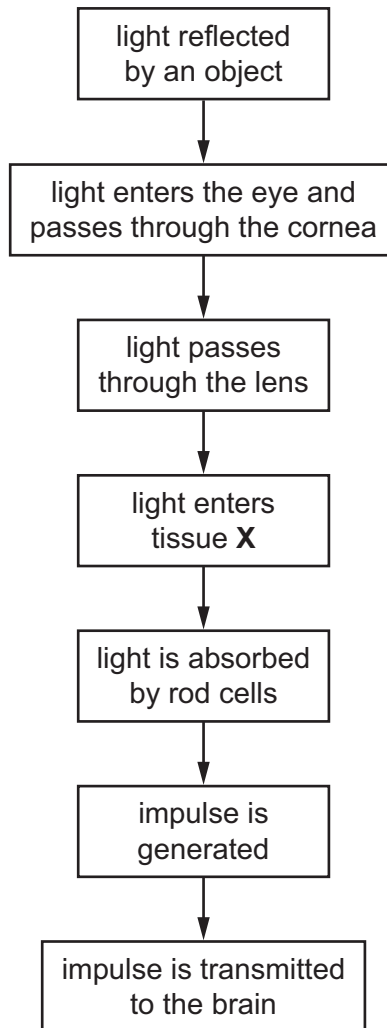 light reflected
by an object
light enters the eye and
passes through the cornea
light passes
through the lens
light enters
tissue X
light is absorbed
by rod cells
impulse is
generated
impulse is transmitted
to the brain